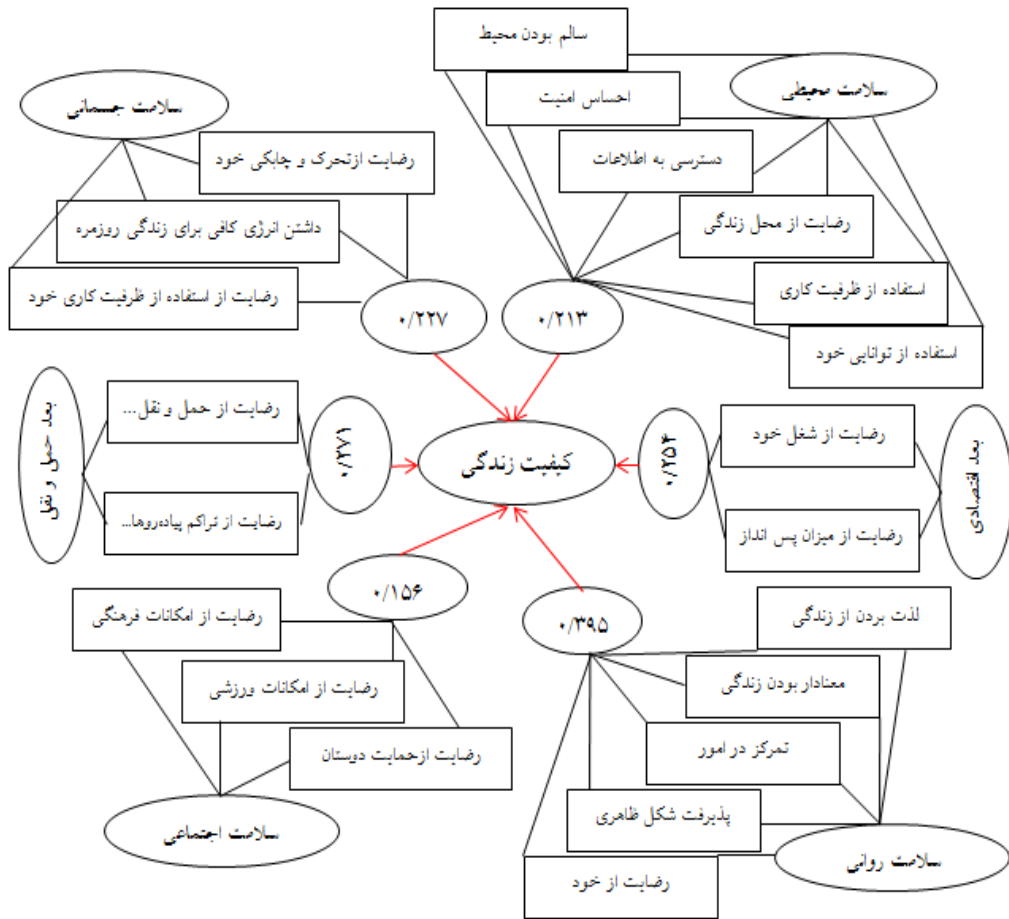 سالم بودن محیط
سلامت محیطی
احساس امنیت
سلامت جسمانی
رضایت ازتحرک و چابکی خود
دسترسی به اطلاعات
داشتن انرژی کافی برای زندگی روزمره
رضایت از محل زندگی
رضایت از استفاده از ظرفیت کاری خود
استفاده از ظرفیت کاری
۰/۲۱۳
۰/۲۲۷
استفاده از توانایی خود
رضایت از حمل و نقل...
رضایت از شغل خود
بعد حمل و نقل
۰/۲۷۱
کیفیت زندگی
۰/۲۵۴
بعد اقتصادی
رضایت از تراکم پیاده‌روها...
رضایت از میزان پس انداز
۰/۱۵۶
رضایت از امکانات فرهنگی
۰/۳۹۵
لذت بردن از زندگی
رضایت از امکانات ورزشی
معنادار بودن زندگی
رضایت ازحمایت دوستان
تمرکز در امور
سلامت اجتماعی
پذیرفت شکل ظاهری
سلامت روانی
رضایت از خود